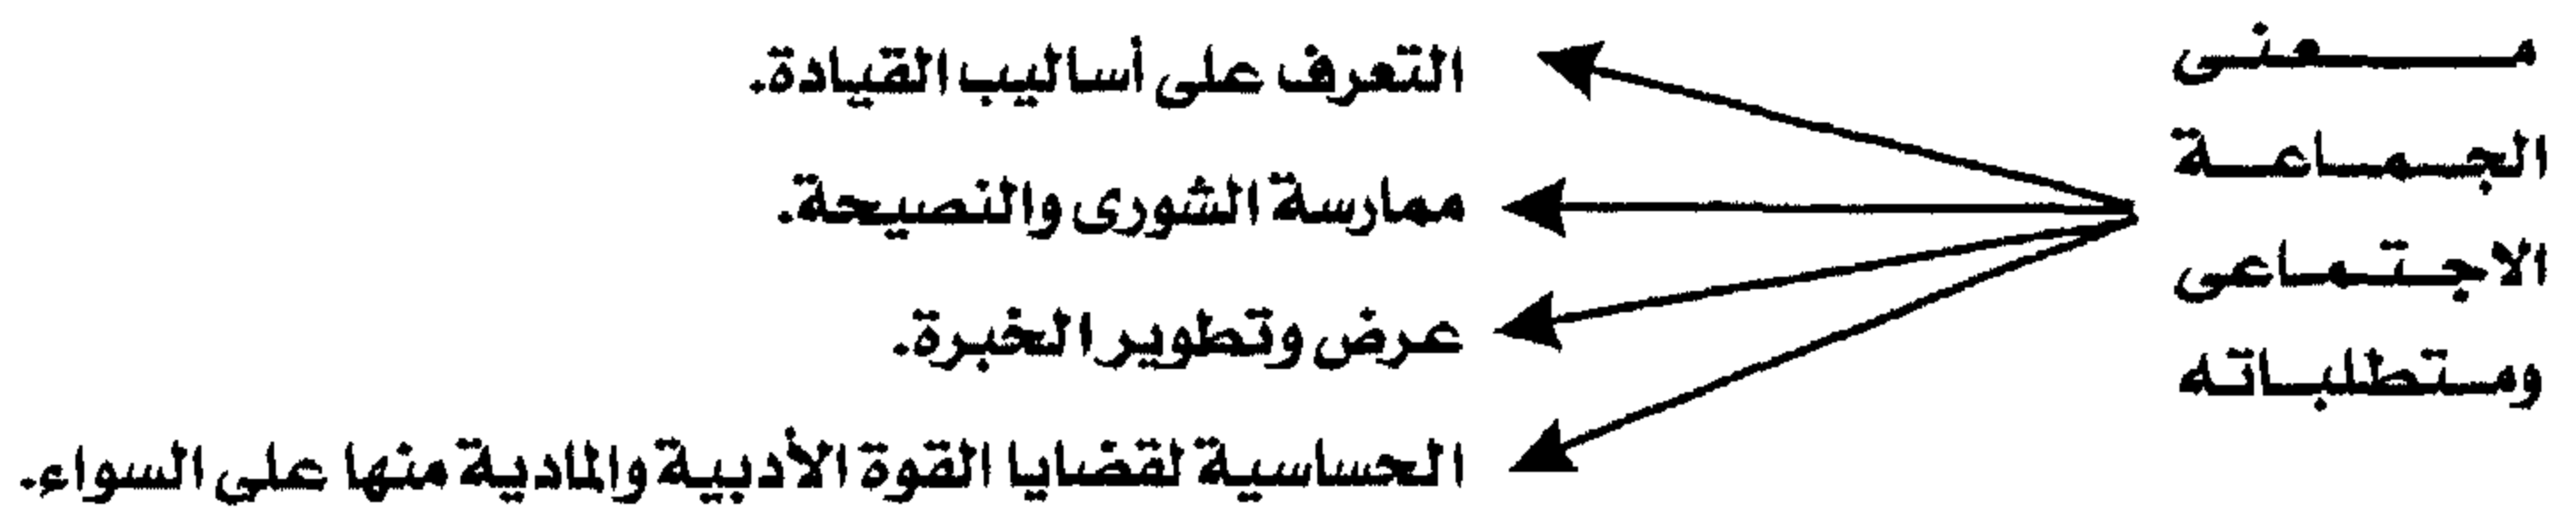 معنى
الجماعة
الاجتماعى
ومتطلباته
التعرف على أساليب القيادة.
ممارسة الشورى والنصيحة.
عرض وتطوير الخبرة.
الحساسية لقضايا القوة الأدبية والمادية منها على السواء.